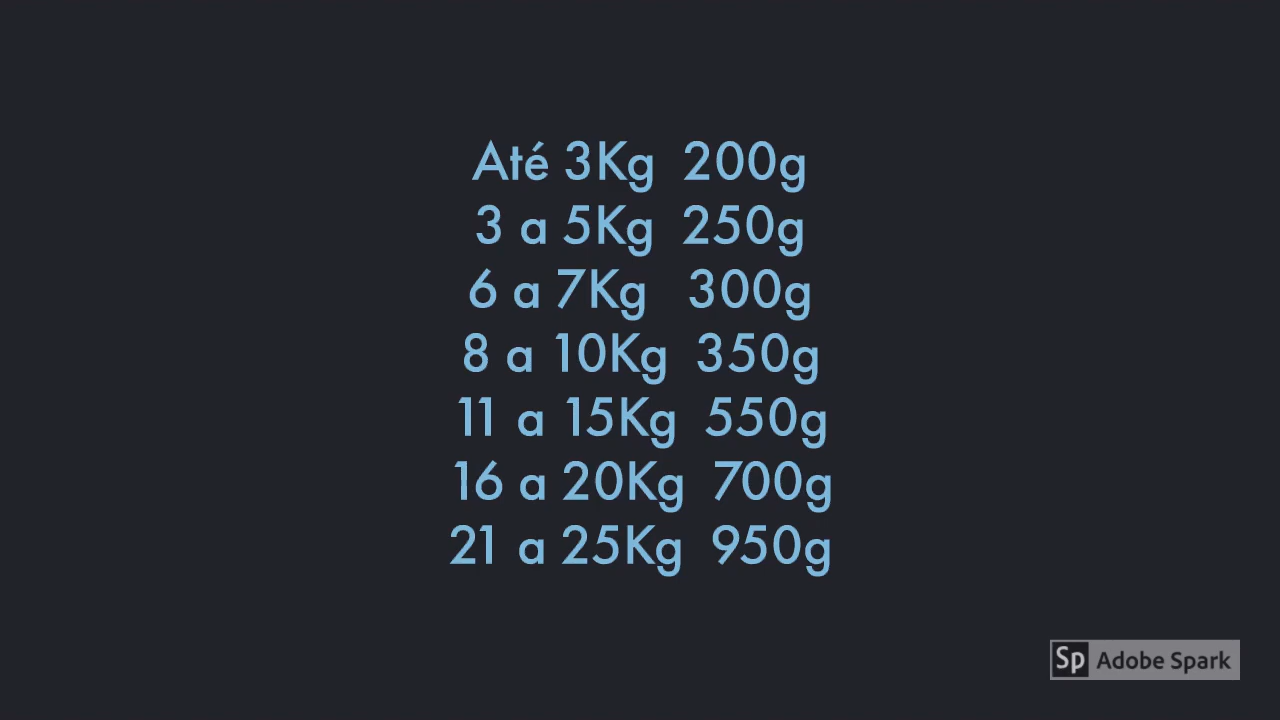 Até 3Kg 200g
3 a 5Kg 250g
6 a 7Kg 300g
8 a 10Kg 350g
11 a 15Kg 550g
16 a 20Kg 700g
21 a 25Kg 950g
Sp Adobe Spark